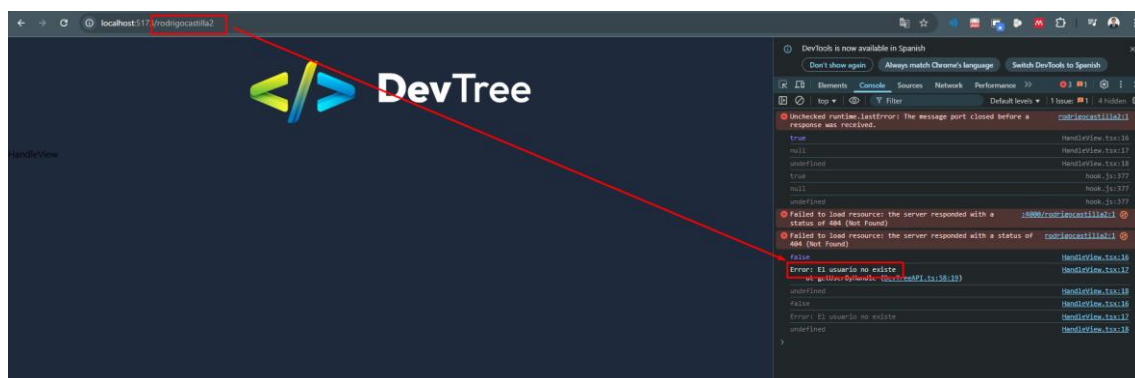 localhost:5173/rodrigocastilla2
DevTools is now available in Spanish
Don't show again Always match Chrome's language Switch DevTools to Spanish
Elements Console Sources Network Performance 3 1
top Filter Default levels 1 Issue: 1 4 hidden
</> DevTree
HandleView
Unchecked runtime.lastError: The message port closed before a rodrigocastilla2:1
response was received.
true HandleView.tsx:16
null HandleView.tsx:17
undefined HandleView.tsx:18
true hook.js:377
null hook.js:377
undefined hook.js:377
Failed to load resource: the server responded with a :4000/rodrigocastilla2:1
status of 404 (Not Found)
Failed to load resource: the server responded with a status of rodrigocastilla2:1
404 (Not Found)
false HandleView.tsx:16
Error: El usuario no existe HandleView.tsx:17
at getUserByHandle (DevTreeAPI.ts:58:19)
undefined HandleView.tsx:18
false HandleView.tsx:16
Error: El usuario no existe HandleView.tsx:17
undefined HandleView.tsx:18